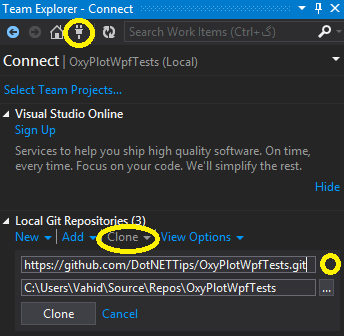 Team Explorer - Connect
Search Work Items (Ctrl+گ)
Connect | OxyPlotWpfTests (Local)
Select Team Projects...
Visual Studio Online
Sign Up
Services to help you ship high quality software. On time,
every time. Focus on your code. We'll simplify the rest.
Hide
Local Git Repositories (3)
New Add Clone View Options
https://github.com/DotNETTips/OxyPlotWpfTests.git
C:\Users\Vahid\Source\Repos\OxyPlotWpfTests ...
Clone Cancel